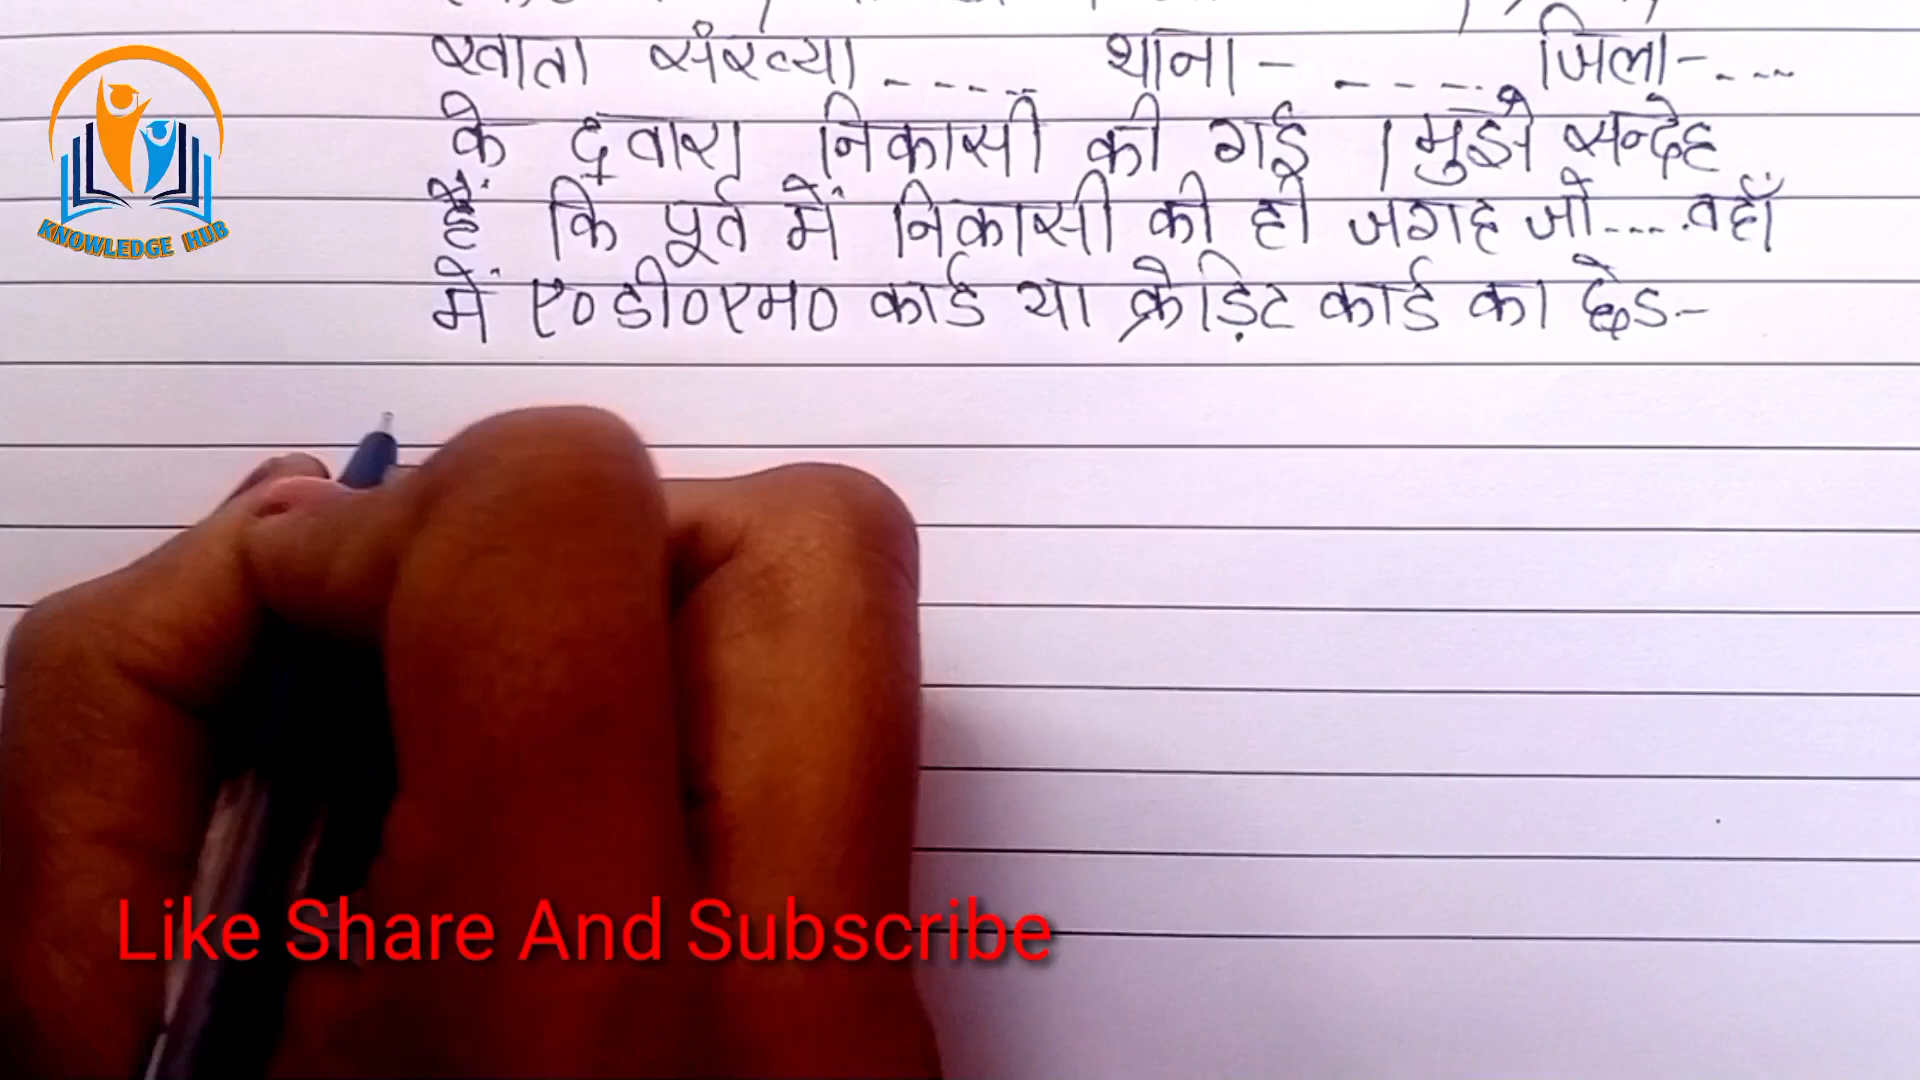 खाता संख्या ----- थाना - ----- जिला - ---
के द्वारा निकासी की गई । मुझे सन्देह
हैं कि पूर्व में निकासी की ही जगह जो.... वहाँ
में ए०डी०एम० कार्ड या क्रेड़िट कार्ड का छेड-
KNOWLEDGE HUB
Like Share And Subscribe